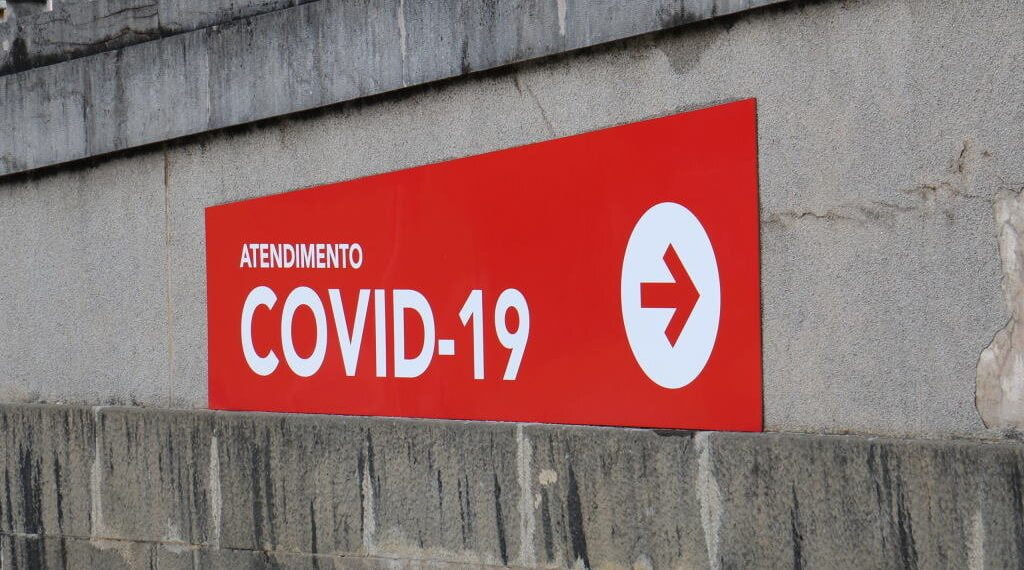 ATENDIMENTO
COVID-19